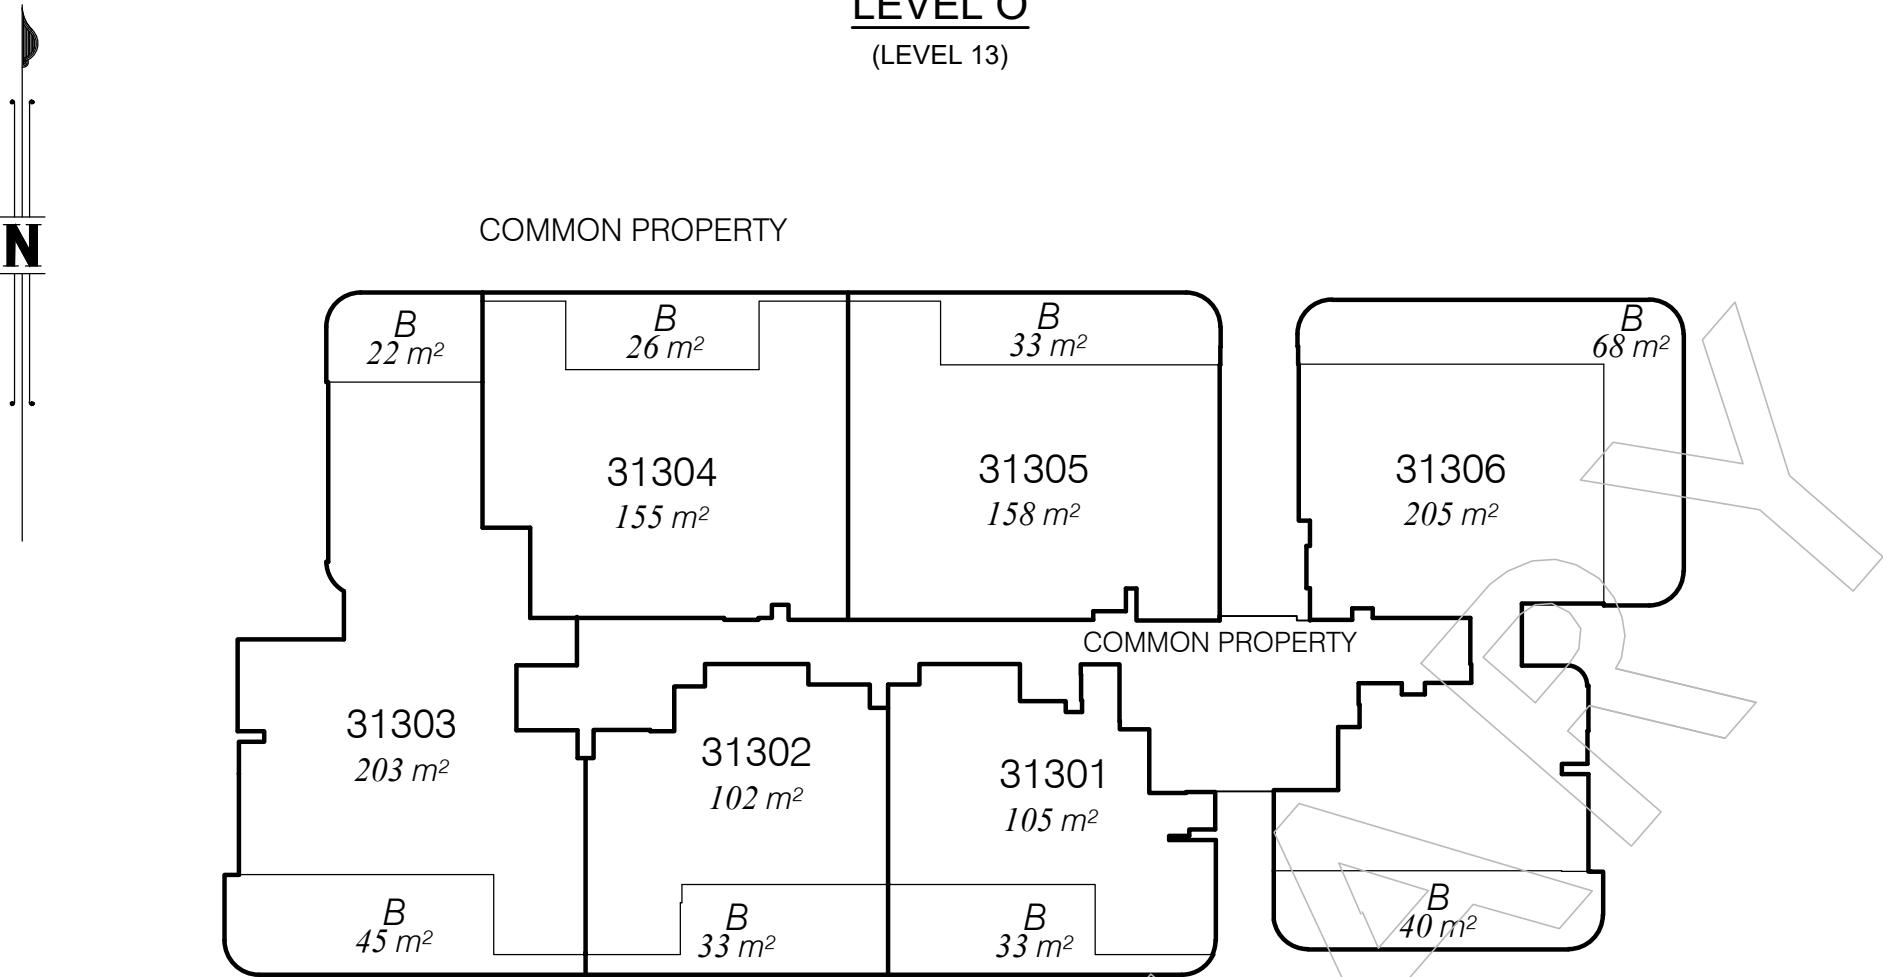 LEVEL O
(LEVEL 13)
N
COMMON PROPERTY
B
22 m²
B
26 m²
B
33 m²
B
68 m²
31304
155 m²
31305
158 m²
31306
205 m²
COMMON PROPERTY
31303
203 m²
31302
102 m²
31301
105 m²
B
45 m²
B
33 m²
B
33 m²
B
40 m²
ARY